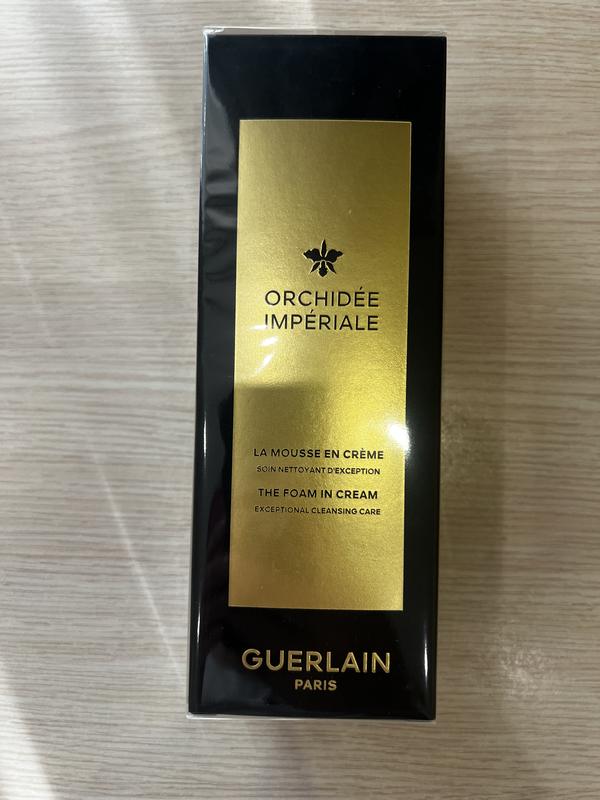 ORCHIDÉE
IMPÉRIALE
LA MOUSSE EN CRÈME
SOIN NETTOYANT D'EXCEPTION
THE FOAM IN CREAM
EXCEPTIONAL CLEANSING CARE
GUERLAIN
PARIS